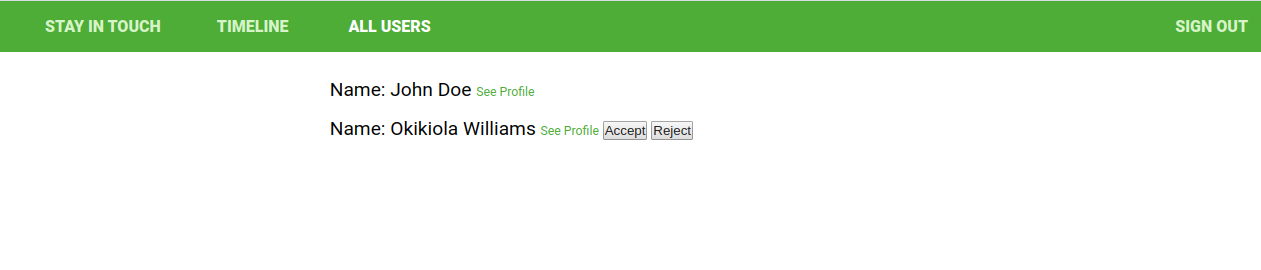 STAY IN TOUCH TIMELINE ALL USERS SIGN OUT
Name: John Doe See Profile
Name: Okikiola Williams See Profile Accept Reject